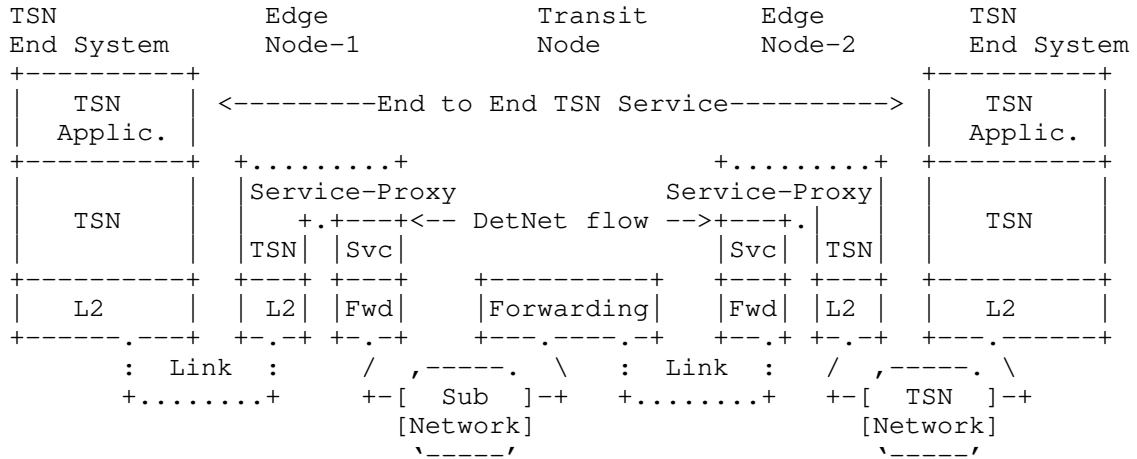 TSN Edge Transit Edge TSN
End System Node-1 Node Node-2 End System
TSN <---------End to End TSN Service----------> TSN
Applic. Applic.
Service-Proxy Service-Proxy
TSN <-- DetNet flow --> TSN
TSN Svc Svc TSN
L2 L2 Fwd Forwarding Fwd L2 L2
Link Link
Sub TSN
[Network] [Network]